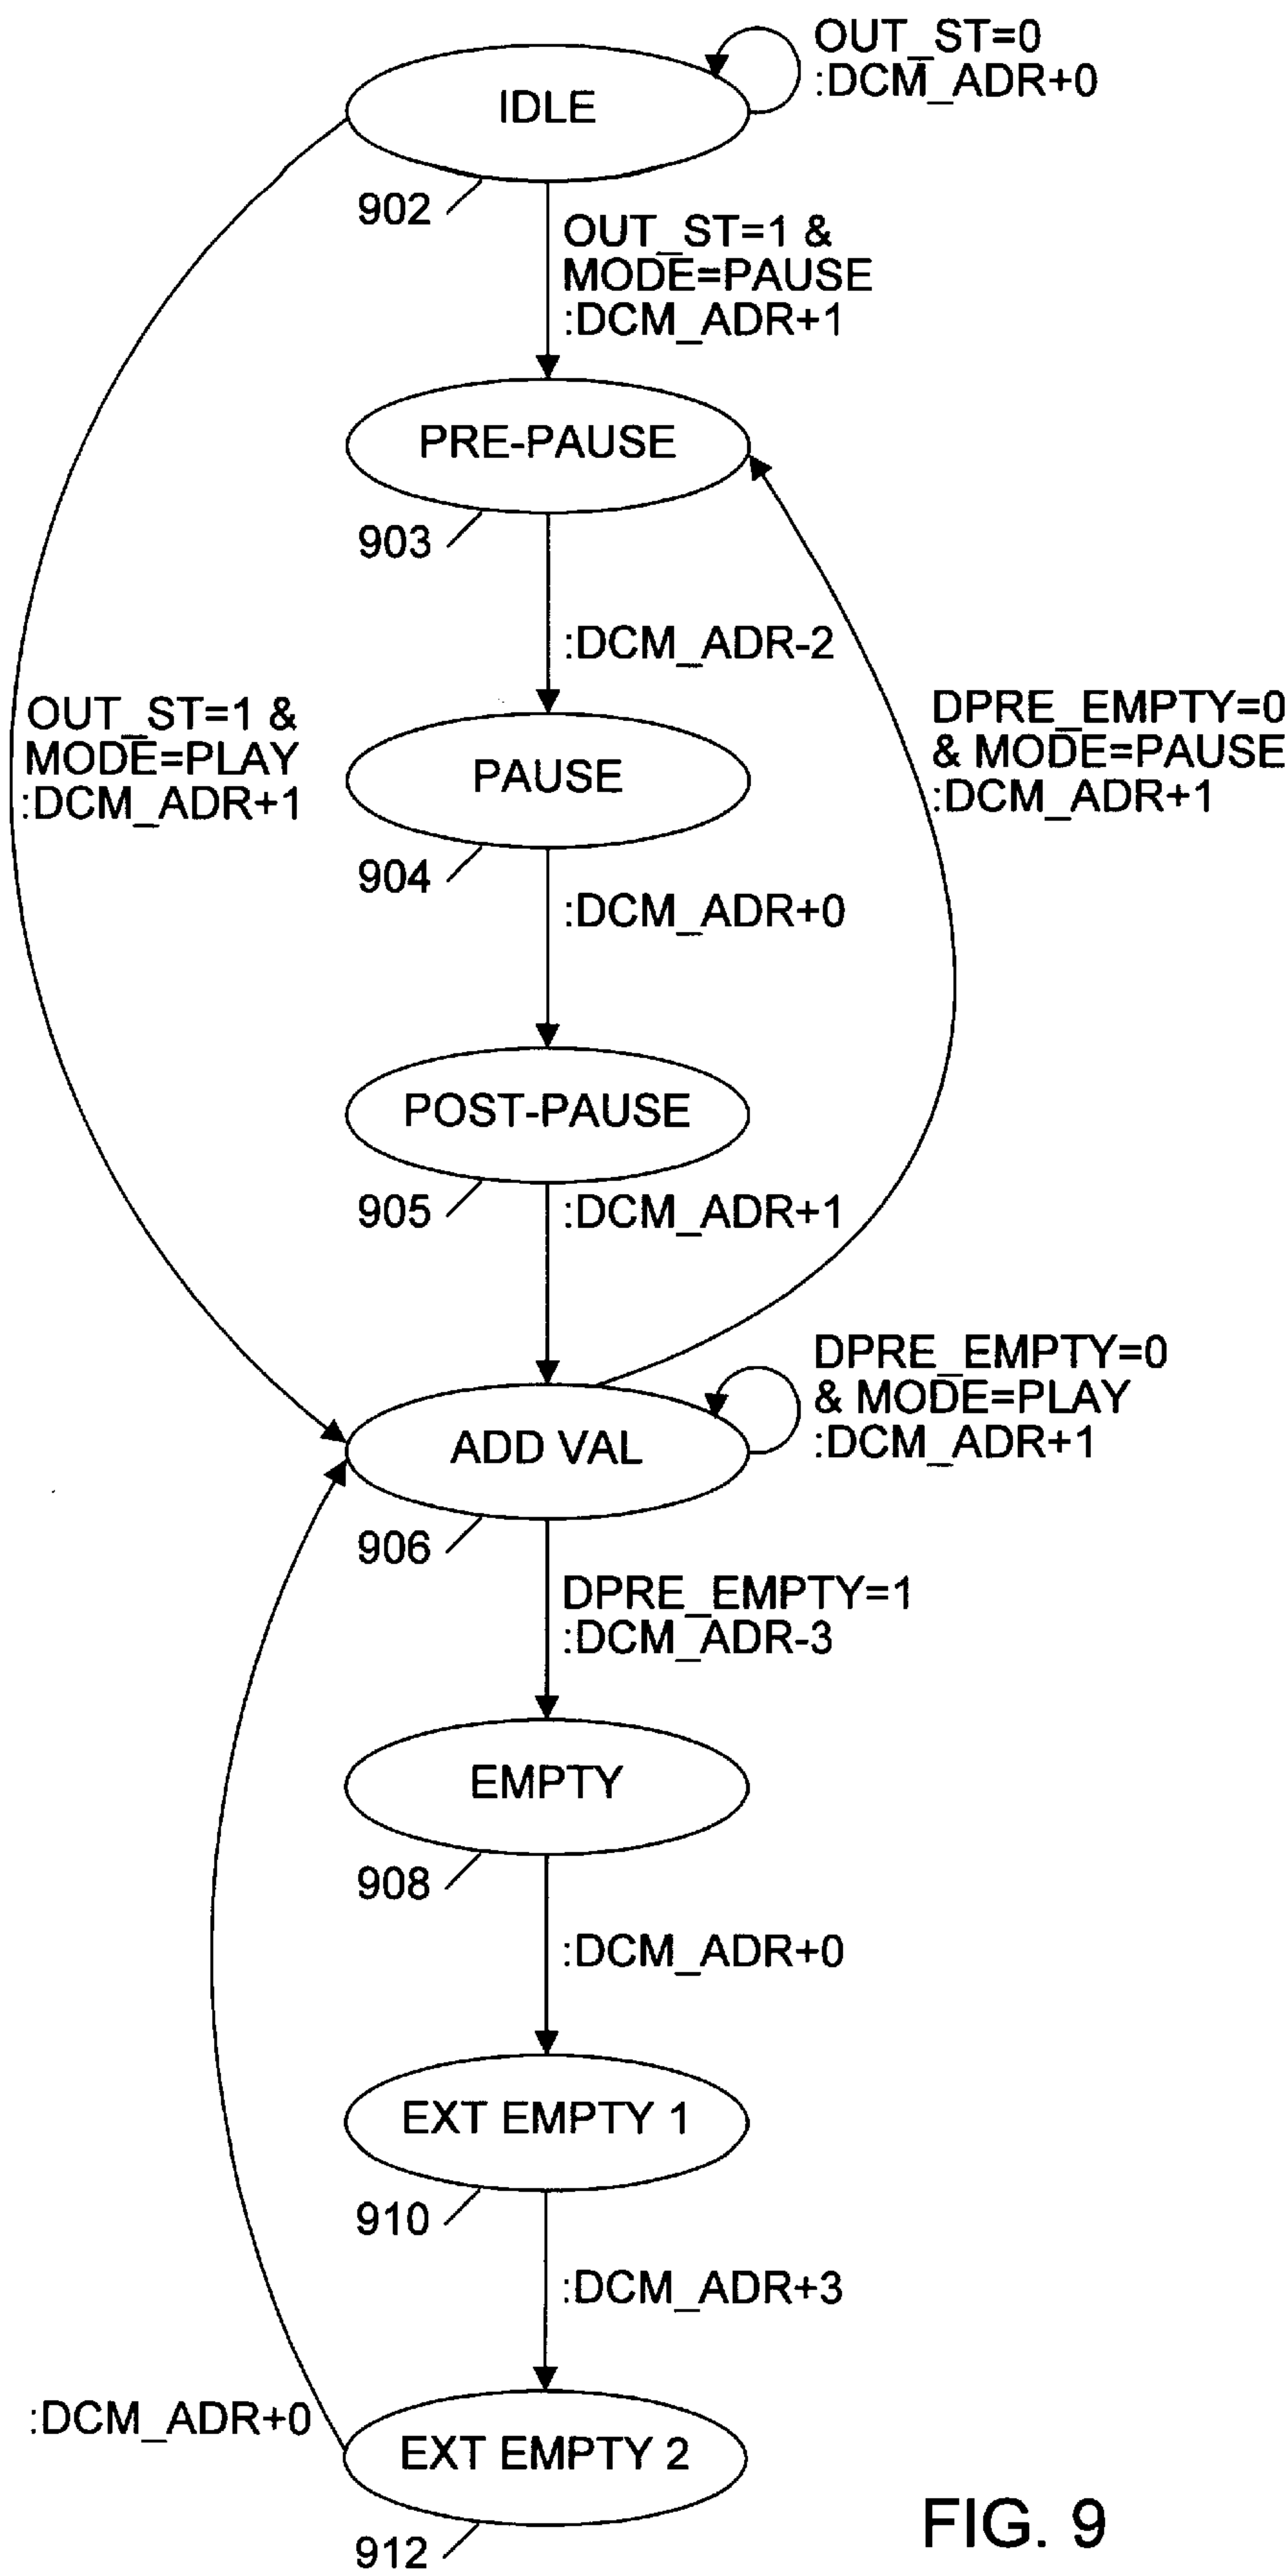 OUT_ST=0
:DCM_ADR+0
IDLE
902
OUT_ST=1 &
MODE=PAUSE
:DCM_ADR+1
PRE-PAUSE
903
:DCM_ADR-2
OUT_ST=1 &
MODE=PLAY
:DCM_ADR+1
DPRE_EMPTY=0
& MODE=PAUSE
:DCM_ADR+1
PAUSE
904
:DCM_ADR+0
POST-PAUSE
905
:DCM_ADR+1
DPRE_EMPTY=0
& MODE=PLAY
:DCM_ADR+1
ADD VAL
906
DPRE_EMPTY=1
:DCM_ADR-3
EMPTY
908
:DCM_ADR+0
EXT EMPTY 1
910
:DCM_ADR+3
:DCM_ADR+0
EXT EMPTY 2
912
FIG. 9